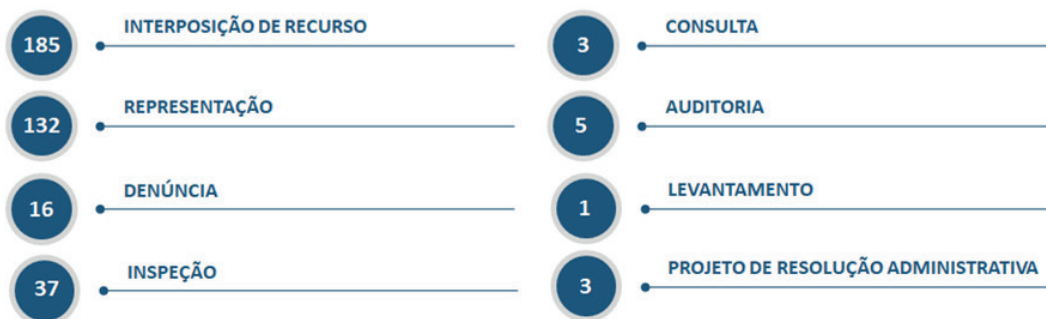 185
INTERPOSIÇÃO DE RECURSO
132
REPRESENTAÇÃO
16
DENÚNCIA
37
INSPEÇÃO
3
CONSULTA
5
AUDITORIA
1
LEVANTAMENTO
3
PROJETO DE RESOLUÇÃO ADMINISTRATIVA